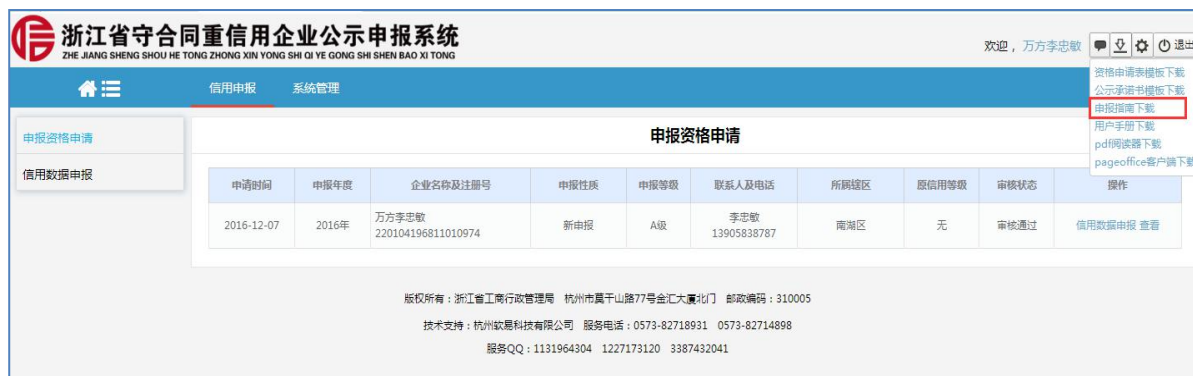 浙江省守合同重信用企业公示申报系统
ZHE JIANG SHENG SHOU HE TONG ZHONG XIN YONG SHI QI YE GONG SHI SHEN BAO XI TONG
欢迎，万方李忠敏 退出
资格申请表模板下载
公示承诺书模板下载
申报指南下载
用户手册下载
pdf阅读器下载
pageoffice客户端下载
信用申报 系统管理
申报资格申请
信用数据申报
申报资格申请
申请时间 申报年度 企业名称及注册号 申报性质 申报等级 联系人及电话 所属辖区 原信用等级 审核状态 操作
2016-12-07 2016年 万方李忠敏 220104196811010974 新申报 A级 李忠敏 13905838787 南湖区 无 审核通过 信用数据申报 查看
版权所有：浙江省工商行政管理局 杭州市莫干山路77号金汇大厦北门 邮政编码：310005
技术支持：杭州软易科技有限公司 服务电话：0573-82718931 0573-82714898
服务QQ：1131964304 1227173120 3387432041